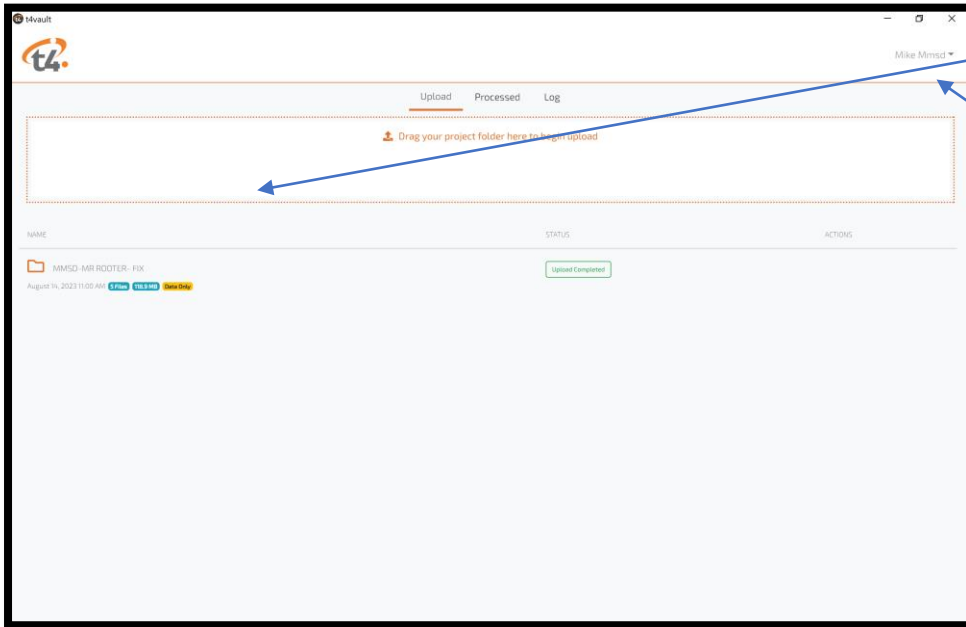 t4vault
t4.
Mike Mmsd
Upload Processed Log
Drag your project folder here to begin upload
NAME STATUS ACTIONS
MMSD-MR ROOTER- FIX Upload Completed
August 14, 2023 11:00 AM 5 Files 118.9 MB Data Only